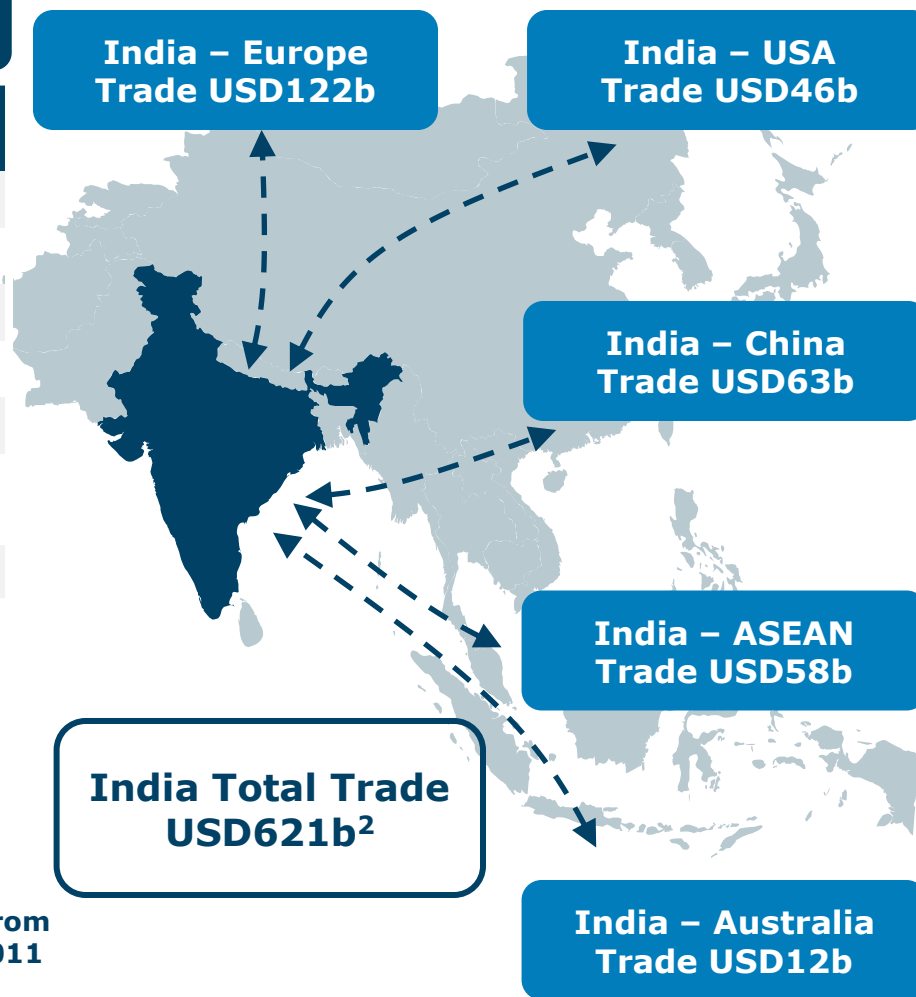 India – Europe
Trade USD122b
India – USA
Trade USD46b
India – China
Trade USD63b
India – ASEAN
Trade USD58b
India Total Trade
USD621b²
India – Australia
Trade USD12b